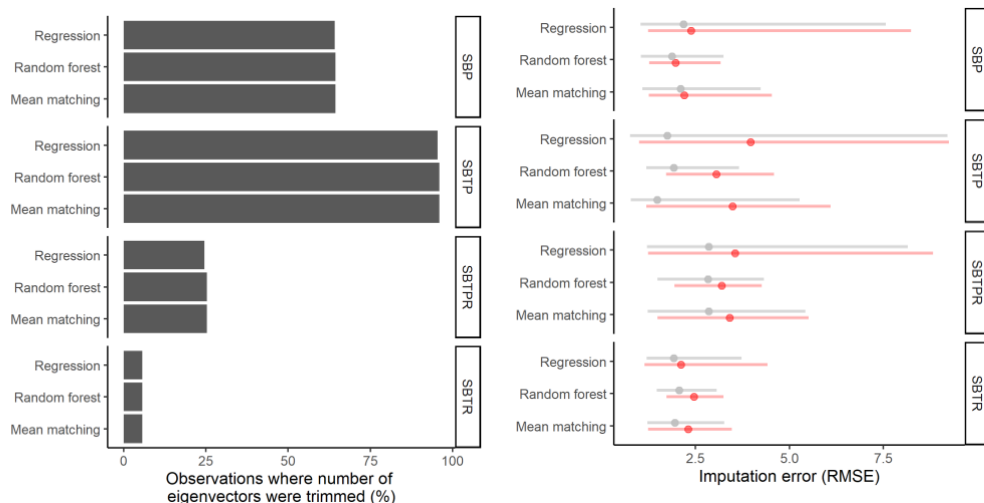 Regression
Random forest
Mean matching
SBP
Regression
Random forest
Mean matching
SBTP
Regression
Random forest
Mean matching
SBTPR
Regression
Random forest
Mean matching
SBTR
0 25 50 75 100
Observations where number of
eigenvectors were trimmed (%)
Regression
Random forest
Mean matching
SBP
Regression
Random forest
Mean matching
SBTP
Regression
Random forest
Mean matching
SBTPR
Regression
Random forest
Mean matching
SBTR
2.5 5.0 7.5
Imputation error (RMSE)